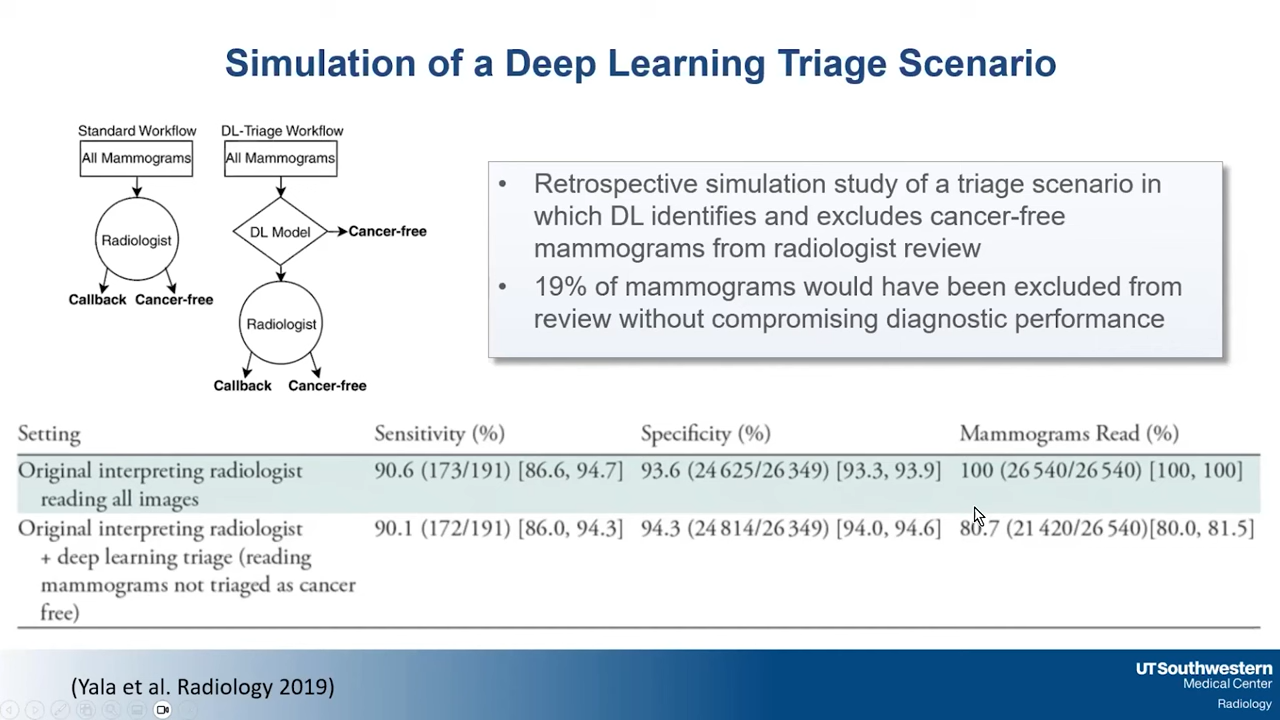 Simulation of a Deep Learning Triage Scenario
Standard Workflow
All Mammograms
Radiologist
Callback
Cancer-free
DL-Triage Workflow
All Mammograms
DL Model
Cancer-free
Radiologist
Callback
Cancer-free
• Retrospective simulation study of a triage scenario in
which DL identifies and excludes cancer-free
mammograms from radiologist review
• 19% of mammograms would have been excluded from
review without compromising diagnostic performance
Setting Sensitivity (%) Specificity (%) Mammograms Read (%)
Original interpreting radiologist 90.6 (173/191) [86.6, 94.7] 93.6 (24 625/26 349) [93.3, 93.9] 100 (26 540/26 540) [100, 100]
reading all images
Original interpreting radiologist 90.1 (172/191) [86.0, 94.3] 94.3 (24 814/26 349) [94.0, 94.6] 80.7 (21 420/26 540)[80.0, 81.5]
+ deep learning triage (reading
mammograms not triaged as cancer
free)
(Yala et al. Radiology 2019)
UTSouthwestern
Medical Center
Radiology